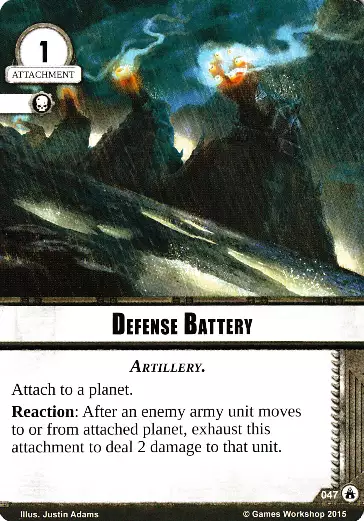 1
ATTACHMENT
DEFENSE BATTERY
ARTILLERY.
Attach to a planet.
Reaction: After an enemy army unit moves
to or from attached planet, exhaust this
attachment to deal 2 damage to that unit.
047
Illus. Justin Adams © Games Workshop 2015